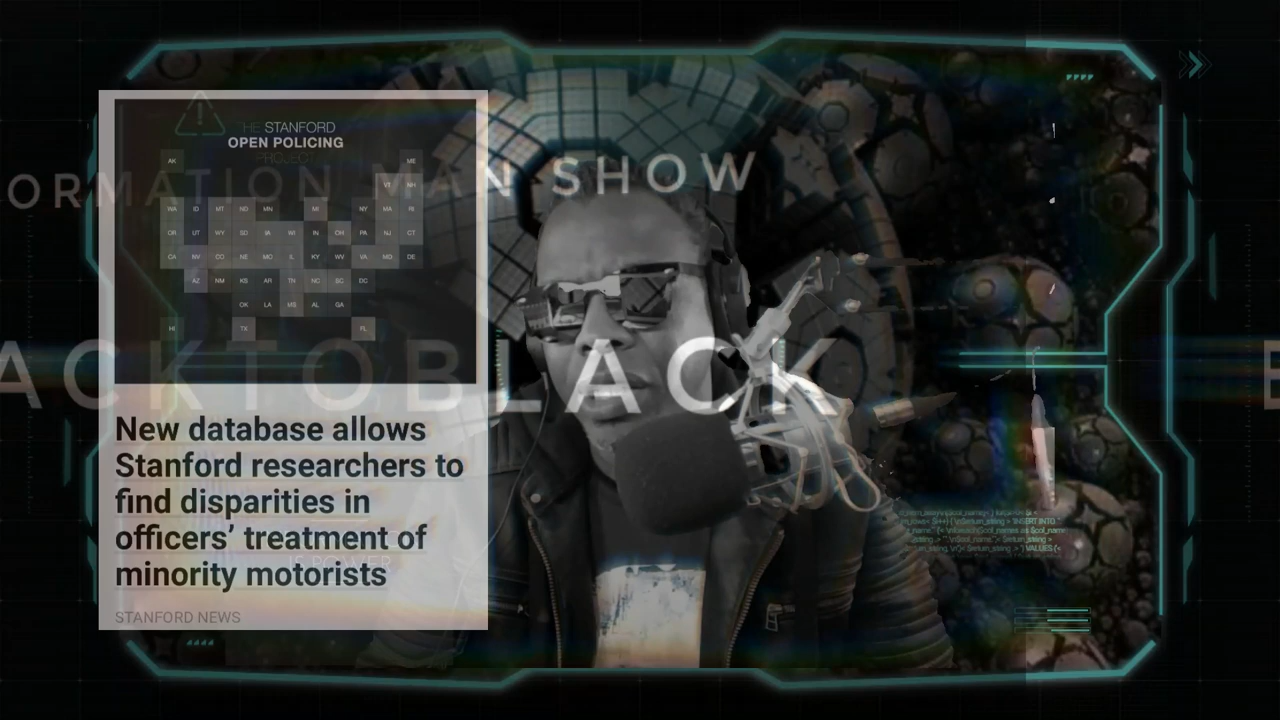 THE STANFORD
OPEN POLICING
PROJECT
AK ME
VT NH
WA ID MT ND MN MI NY MA RI
OR UT WY SD IA WI IN OH PA NJ CT
CA NV CO NE MO IL KY WV VA MD DE
AZ NM KS AR TN NC SC DC
OK LA MS AL GA
HI TX FL
ORMATION MAN SHOW
ACKTOBLACK
New database allows
Stanford researchers to
find disparities in
officers’ treatment of
minority motorists
IS POWER
STANFORD NEWS